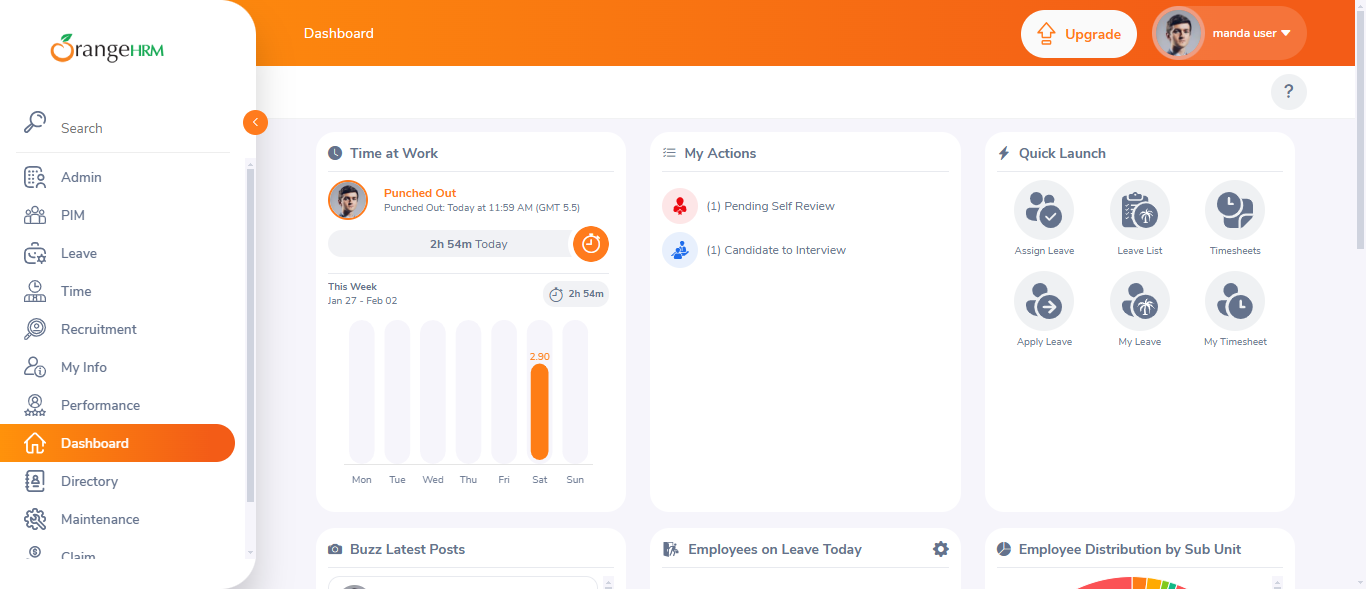 OrangeHRM
Search
Admin
PIM
Leave
Time
Recruitment
My Info
Performance
Dashboard
Directory
Maintenance
Claim
Dashboard
Upgrade
manda user
?
Time at Work
Punched Out
Punched Out: Today at 11:59 AM (GMT 5.5)
2h 54m Today
This Week
Jan 27 - Feb 02
2h 54m
2.90
Mon Tue Wed Thu Fri Sat Sun
My Actions
(1) Pending Self Review
(1) Candidate to Interview
Quick Launch
Assign Leave Leave List Timesheets
Apply Leave My Leave My Timesheet
Buzz Latest Posts
Employees on Leave Today
Employee Distribution by Sub Unit